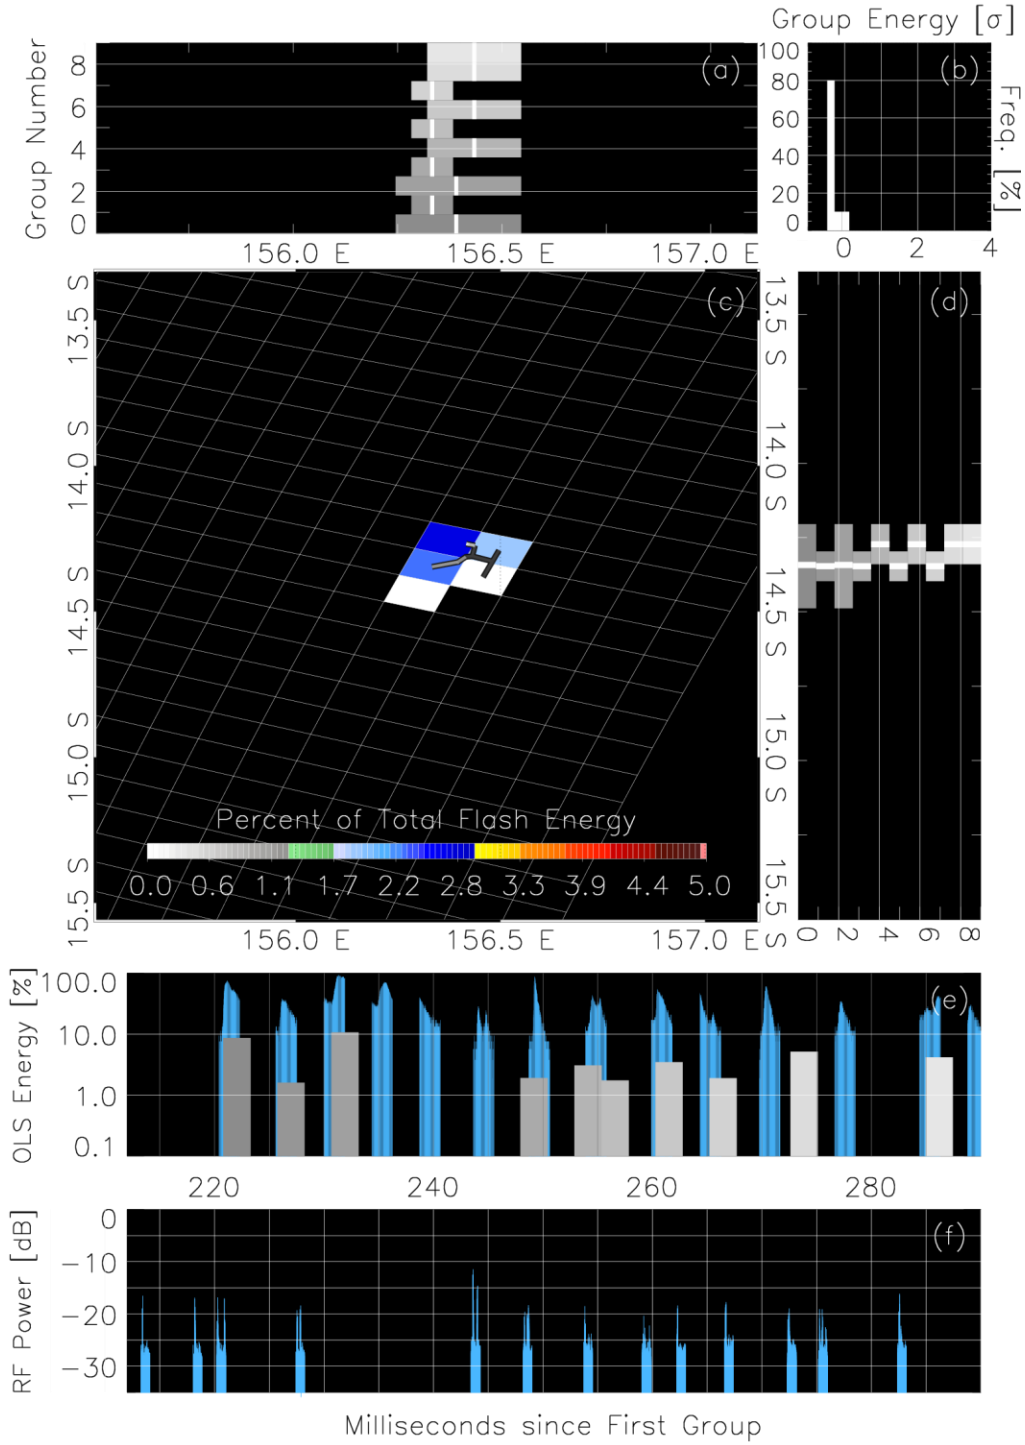 Group Energy [σ]
Group Number
8
6
4
2
0
(a)
100
80
60
40
20
0
(b)
Freq. [%]
156.0 E
156.5 E
157.0 E
0
2
4
13.5 S
14.0 S
14.5 S
15.0 S
15.5 S
(c)
13.5 S
14.0 S
14.5 S
15.0 S
15.5 S
(d)
Percent of Total Flash Energy
0.0 0.6 1.1 1.7 2.2 2.8 3.3 3.9 4.4 5.0
156.0 E
156.5 E
157.0 E
0 2 4 6 8
OLS Energy [%]
100.0
10.0
1.0
0.1
(e)
220
240
260
280
RF Power [dB]
0
−10
−20
−30
(f)
Milliseconds since First Group